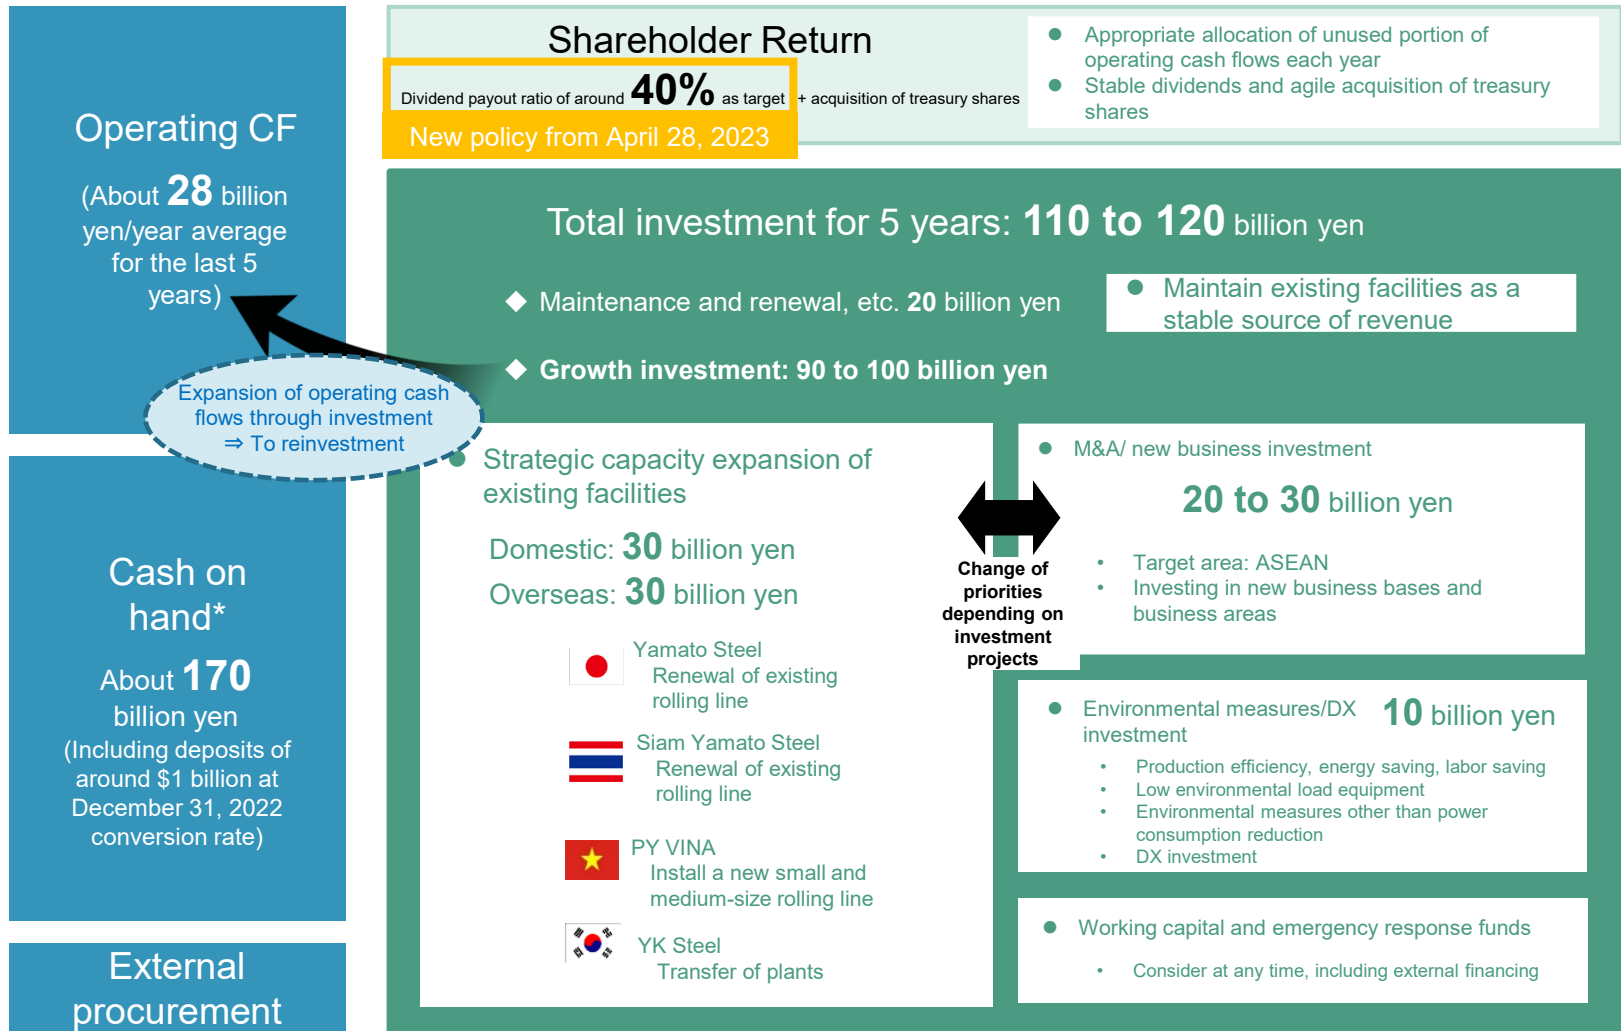 Operating CF
(About 28 billion
yen/year average
for the last 5
years)
Expansion of operating cash
flows through investment
⇒ To reinvestment
Cash on
hand*
About 170
billion yen
(Including deposits of
around $1 billion at
December 31, 2022
conversion rate)
External
procurement
Shareholder Return
Dividend payout ratio of around 40% as target + acquisition of treasury shares
New policy from April 28, 2023
● Appropriate allocation of unused portion of
operating cash flows each year
● Stable dividends and agile acquisition of treasury
shares
Total investment for 5 years: 110 to 120 billion yen
◆ Maintenance and renewal, etc. 20 billion yen
● Maintain existing facilities as a
stable source of revenue
◆ Growth investment: 90 to 100 billion yen
● Strategic capacity expansion of
existing facilities
Domestic: 30 billion yen
Overseas: 30 billion yen
Yamato Steel
Renewal of existing
rolling line
Siam Yamato Steel
Renewal of existing
rolling line
PY VINA
Install a new small and
medium-size rolling line
YK Steel
Transfer of plants
Change of
priorities
depending on
investment
projects
● M&A/ new business investment
20 to 30 billion yen
• Target area: ASEAN
• Investing in new business bases and
business areas
● Environmental measures/DX
investment
10 billion yen
• Production efficiency, energy saving, labor saving
• Low environmental load equipment
• Environmental measures other than power
consumption reduction
• DX investment
● Working capital and emergency response funds
• Consider at any time, including external financing